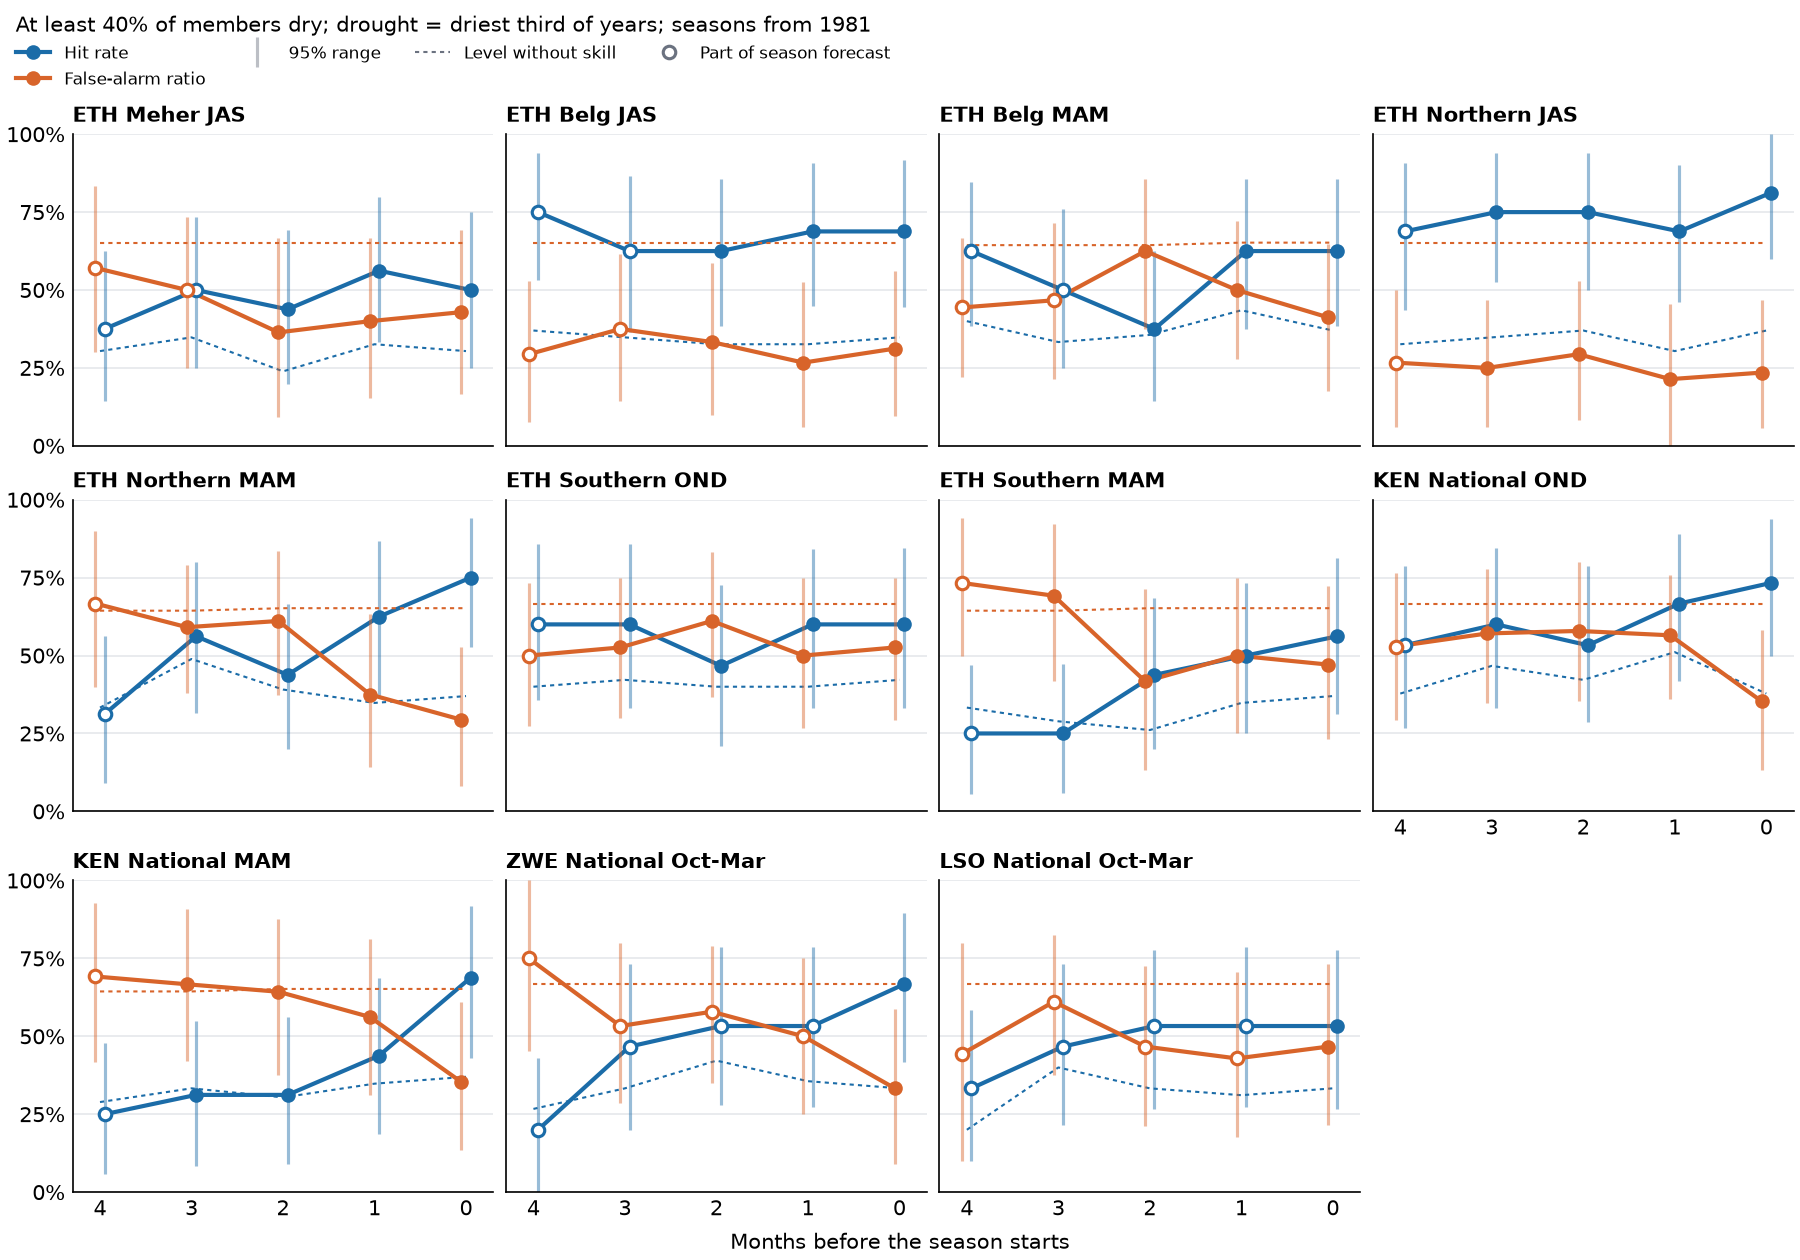 At least 40% of members dry; drought = driest third of years; seasons from 1981
Hit rate
95% range
Level without skill
Part of season forecast
False-alarm ratio
ETH Meher JAS
ETH Belg JAS
ETH Belg MAM
ETH Northern JAS
100%
75%
50%
25%
0%
ETH Northern MAM
ETH Southern OND
ETH Southern MAM
KEN National OND
100%
75%
50%
25%
0%
4 3 2 1 0
KEN National MAM
ZWE National Oct-Mar
LSO National Oct-Mar
100%
75%
50%
25%
0%
4 3 2 1 0
4 3 2 1 0
4 3 2 1 0
Months before the season starts